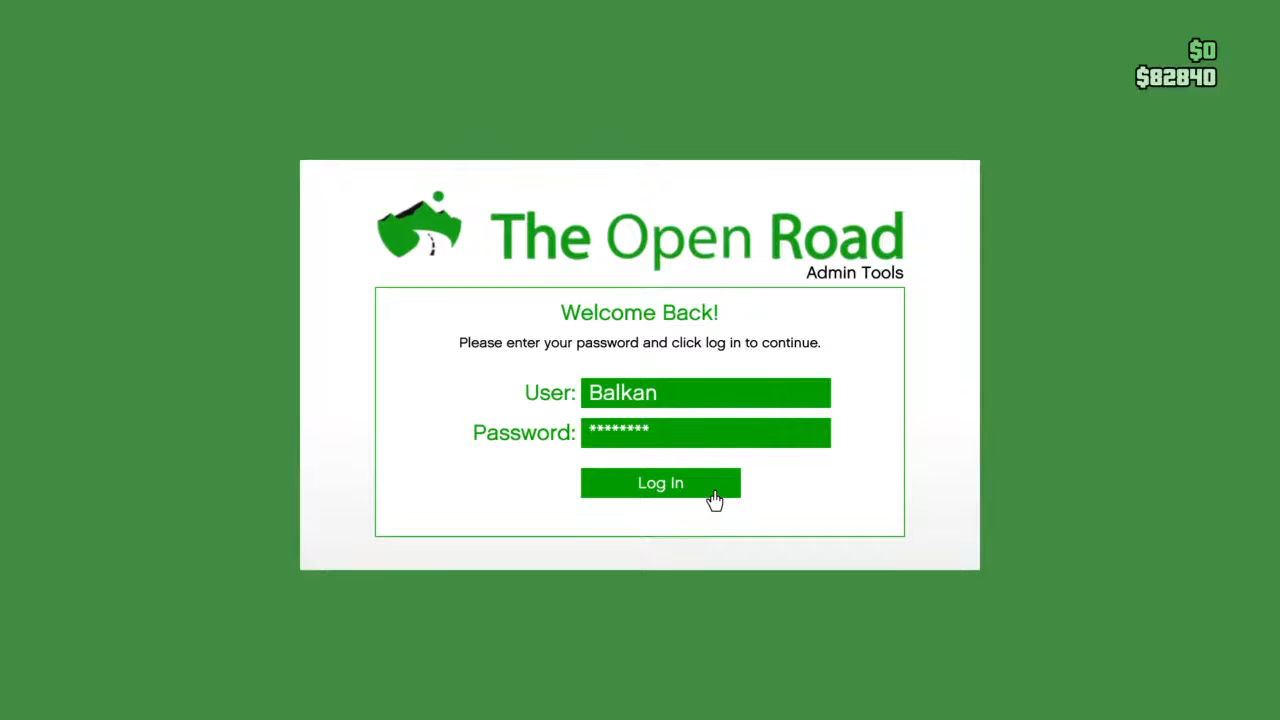 $0
$82840
The Open Road
Admin Tools
Welcome Back!
Please enter your password and click log in to continue.
User: Balkan
Password: ********
Log In